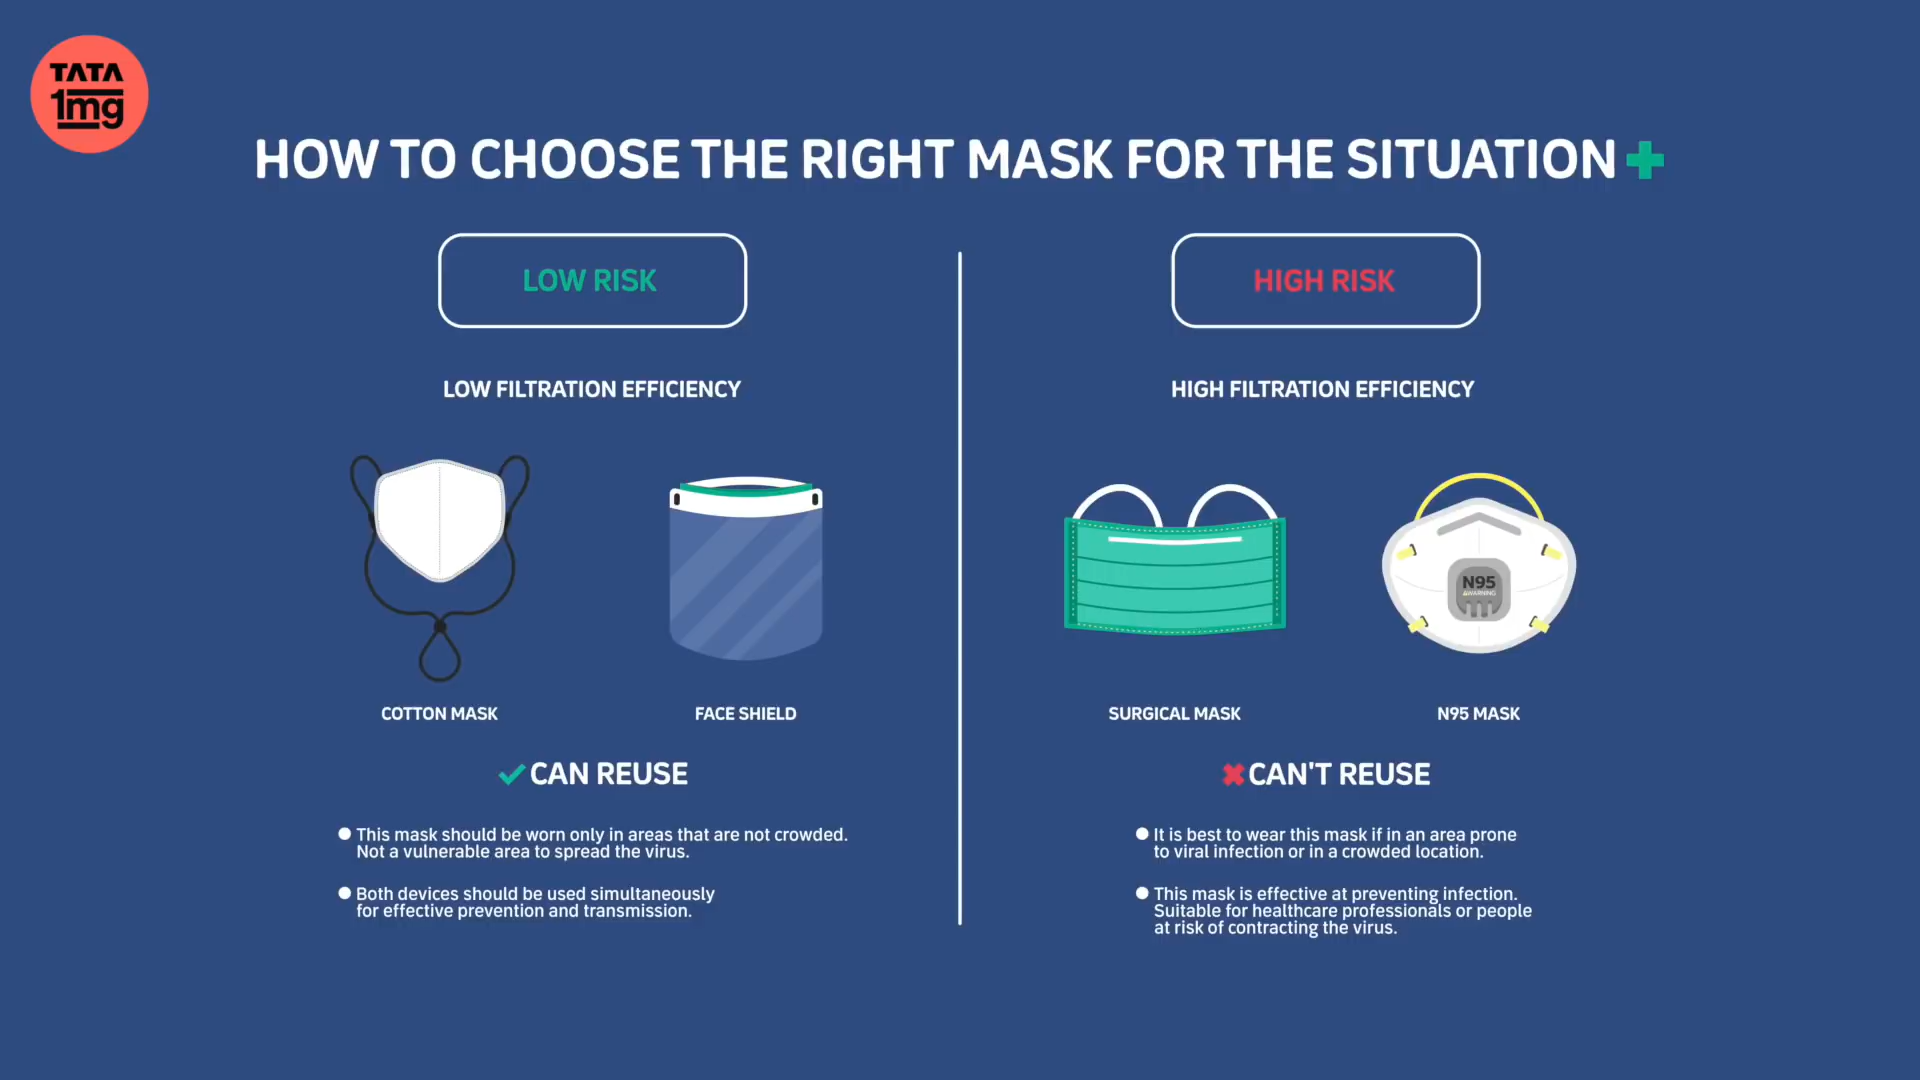 TATA
1mg
HOW TO CHOOSE THE RIGHT MASK FOR THE SITUATION
LOW RISK
LOW FILTRATION EFFICIENCY
COTTON MASK
FACE SHIELD
CAN REUSE
This mask should be worn only in areas that are not crowded.
Not a vulnerable area to spread the virus.
Both devices should be used simultaneously
for effective prevention and transmission.
HIGH RISK
HIGH FILTRATION EFFICIENCY
N95
WARNING
SURGICAL MASK
N95 MASK
CAN'T REUSE
It is best to wear this mask if in an area prone
to viral infection or in a crowded location.
This mask is effective at preventing infection.
Suitable for healthcare professionals or people
at risk of contracting the virus.